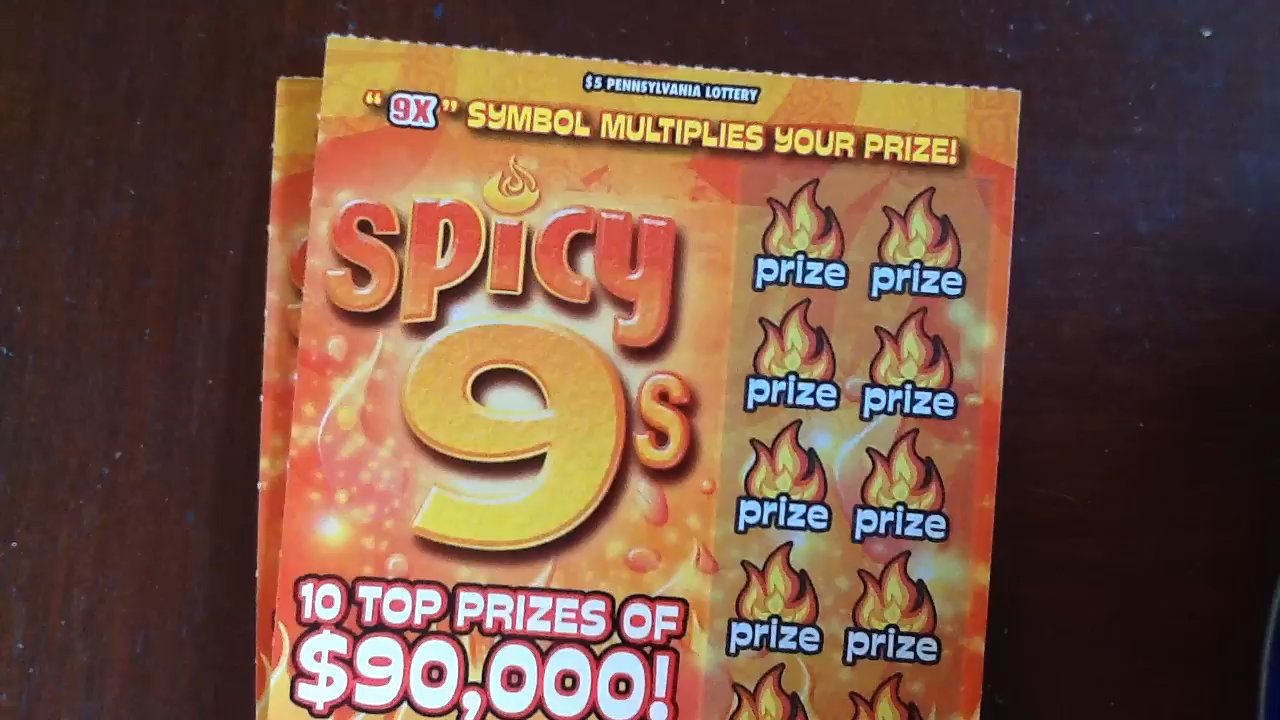 $5 PENNSYLVANIA LOTTERY
"9X" SYMBOL MULTIPLIES YOUR PRIZE!
spicy
9s
10 TOP PRIZES OF
$90,000!
prize prize
prize prize
prize prize
prize prize